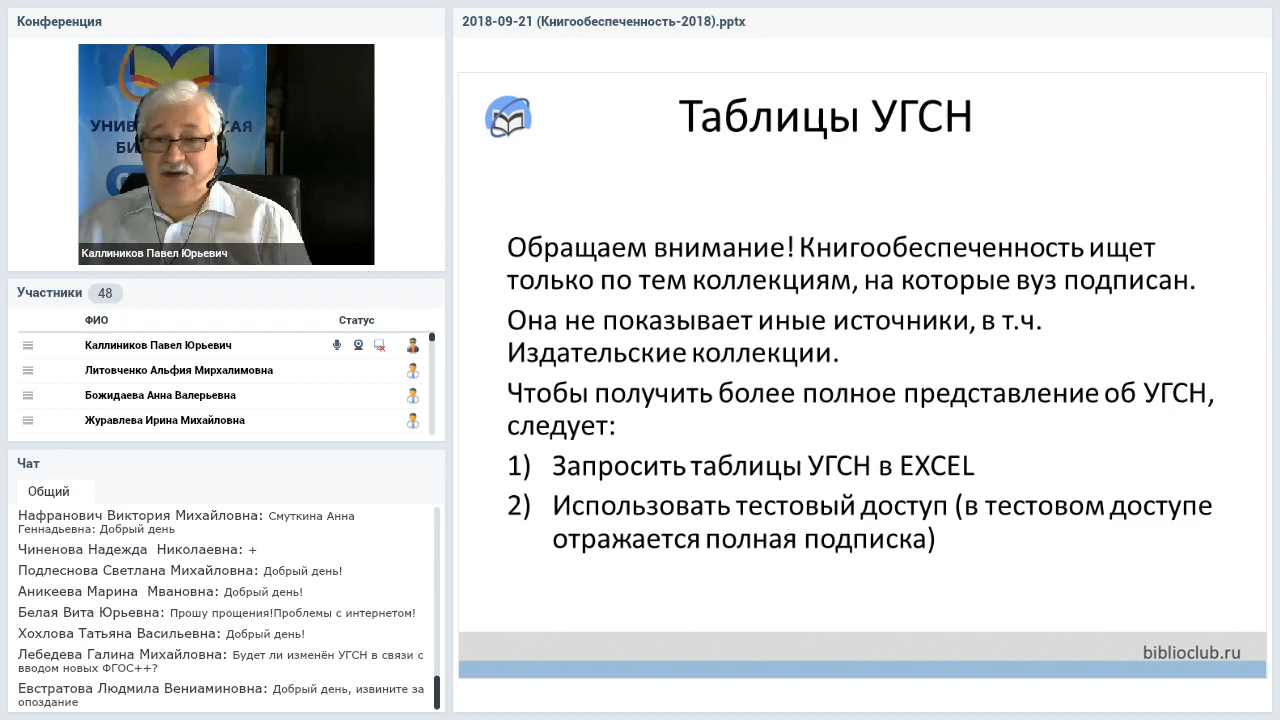 Конференция
УНИВ
КАЯ
БИ
Каллиников Павел Юрьевич
Участники 48
ФИО Статус
Каллиников Павел Юрьевич
Литовченко Альфия Мирхалимовна
Божидаева Анна Валерьевна
Журавлева Ирина Михайловна
Чат
Общий
Нафранович Виктория Михайловна: Смуткина Анна
Геннадьевна: Добрый день
Чиненова Надежда Николаевна: +
Подлеснова Светлана Михайловна: Добрый день!
Аникеева Марина Мвановна: Добрый день!
Белая Вита Юрьевна: Прошу прощения!Проблемы с интернетом!
Хохлова Татьяна Васильевна: Добрый день!
Лебедева Галина Михайловна: Будет ли изменён УГСН в связи с
вводом новых ФГОС++?
Евстратова Людмила Вениаминовна: Добрый день, извините за
опоздание
2018-09-21 (Книгообеспеченность-2018).pptx
Таблицы УГСН
Обращаем внимание! Книгообеспеченность ищет
только по тем коллекциям, на которые вуз подписан.
Она не показывает иные источники, в т.ч.
Издательские коллекции.
Чтобы получить более полное представление об УГСН,
следует:
1) Запросить таблицы УГСН в EXCEL
2) Использовать тестовый доступ (в тестовом доступе
отражается полная подписка)
biblioclub.ru